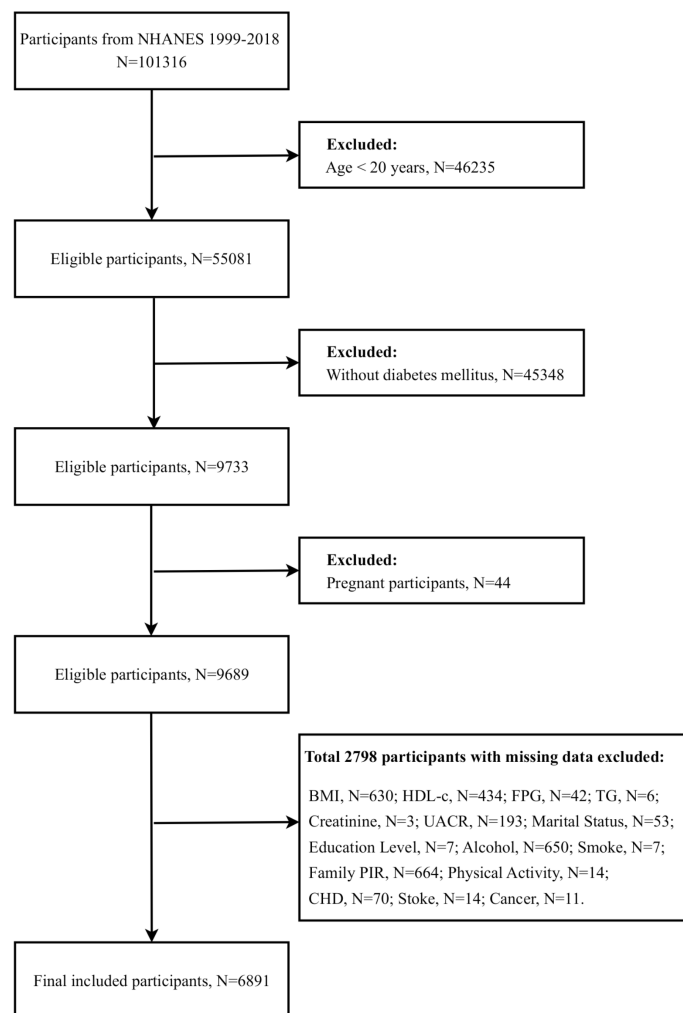 Participants from NHANES 1999-2018
N=101316
Excluded:
Age < 20 years, N=46235
Eligible participants, N=55081
Excluded:
Without diabetes mellitus, N=45348
Eligible participants, N=9733
Excluded:
Pregnant participants, N=44
Eligible participants, N=9689
Total 2798 participants with missing data excluded:
BMI, N=630; HDL-c, N=434; FPG, N=42; TG, N=6;
Creatinine, N=3; UACR, N=193; Marital Status, N=53;
Education Level, N=7; Alcohol, N=650; Smoke, N=7;
Family PIR, N=664; Physical Activity, N=14;
CHD, N=70; Stoke, N=14; Cancer, N=11.
Final included participants, N=6891